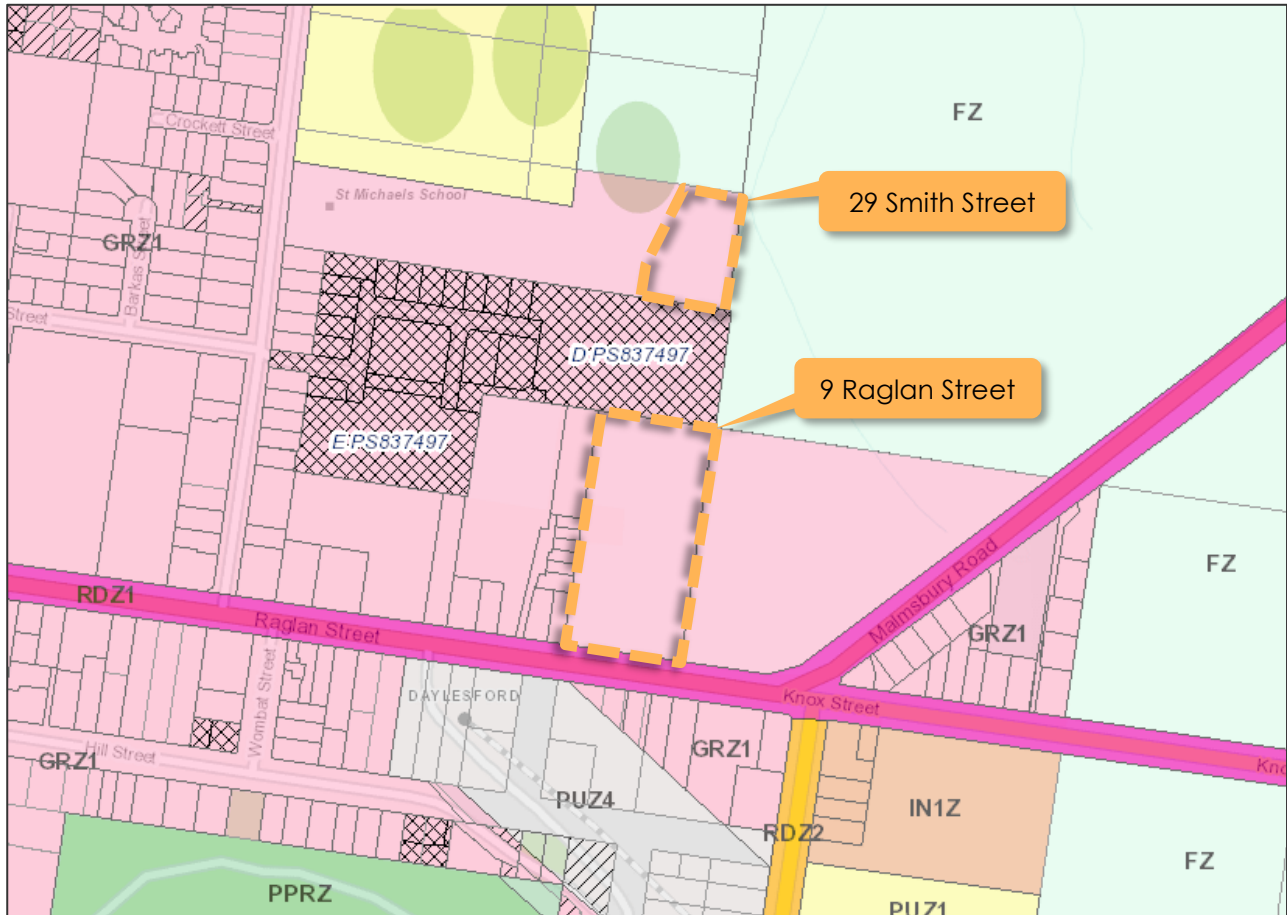 FZ
Crockett Street
St Michaels School
29 Smith Street
GRZ1
Barkas Street
Street
D:PS837497
9 Raglan Street
E:PS837497
FZ
RDZ1
Raglan Street
Malmsbury Road
GRZ1
Wombat Street
DAYLESFORD
Knox Street
Hill Street
GRZ1
GRZ1
Kno
PUZ4
IN1Z
RDZ2
FZ
PPRZ
PUZ1